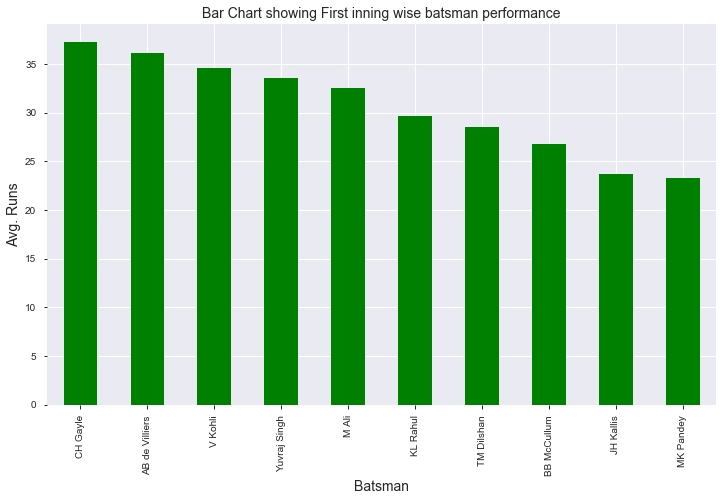 Bar Chart showing First inning wise batsman performance
Avg. Runs
35
30
25
20
15
10
5
0
CH Gayle
AB de Villiers
V Kohli
Yuvraj Singh
M Ali
KL Rahul
TM Dilshan
BB McCullum
JH Kallis
MK Pandey
Batsman